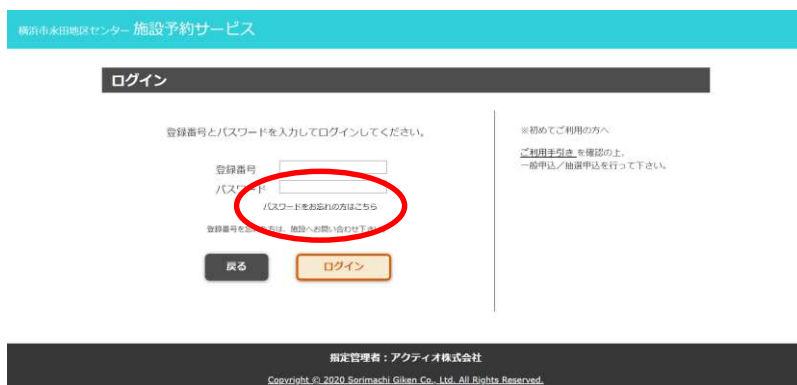 横浜市永田地区センター 施設予約サービス
ログイン
登録番号とパスワードを入力してログインしてください。
登録番号
パスワード
パスワードをお忘れの方はこちら
登録番号を忘れた方は、施設へお問い合わせ下さい
戻る
ログイン
※初めてご利用の方へ
ご利用手引き を確認の上、
一般申込/抽選申込を行って下さい。
指定管理者：アクティオ株式会社
Copyright © 2020 Sorimachi Giken Co., Ltd. All Rights Reserved.